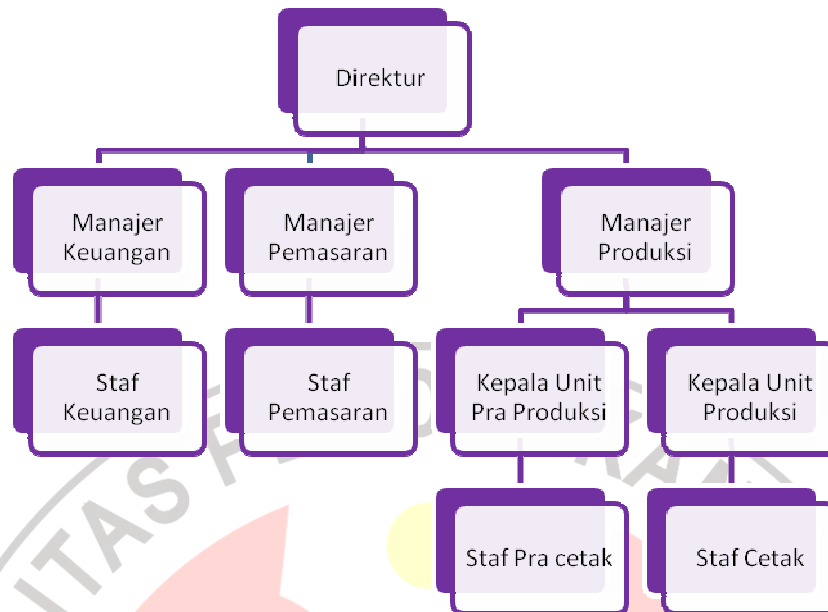 Direktur
Manajer
Keuangan
Manajer
Pemasaran
Manajer
Produksi
Staf
Keuangan
Staf
Pemasaran
Kepala Unit
Pra Produksi
Kepala Unit
Produksi
Staf Pra cetak
Staf Cetak